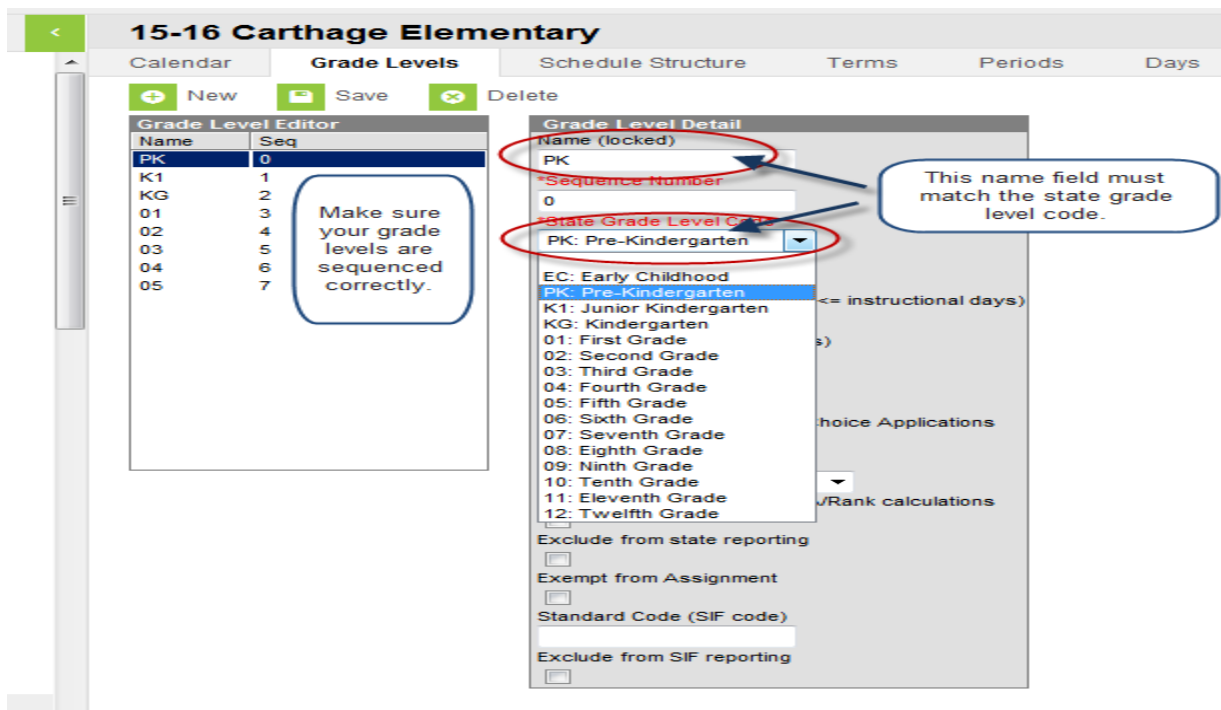 <
15-16 Carthage Elementary
Calendar Grade Levels Schedule Structure Terms Periods Days
New Save Delete
Grade Level Editor
Name Seq
PK 0
K1 1
KG 2
01 3
02 4
03 5
04 6
05 7
Make sure
your grade
levels are
sequenced
correctly.
Grade Level Detail
Name (locked)
PK
*Sequence Number
0
*State Grade Level Code
PK: Pre-Kindergarten
EC: Early Childhood
PK: Pre-Kindergarten
K1: Junior Kindergarten
KG: Kindergarten
01: First Grade
02: Second Grade
03: Third Grade
04: Fourth Grade
05: Fifth Grade
06: Sixth Grade
07: Seventh Grade
08: Eighth Grade
09: Ninth Grade
10: Tenth Grade
11: Eleventh Grade
12: Twelfth Grade
<= instructional days)
s)
hoice Applications
/Rank calculations
Exclude from state reporting
Exempt from Assignment
Standard Code (SIF code)
Exclude from SIF reporting
This name field must
match the state grade
level code.